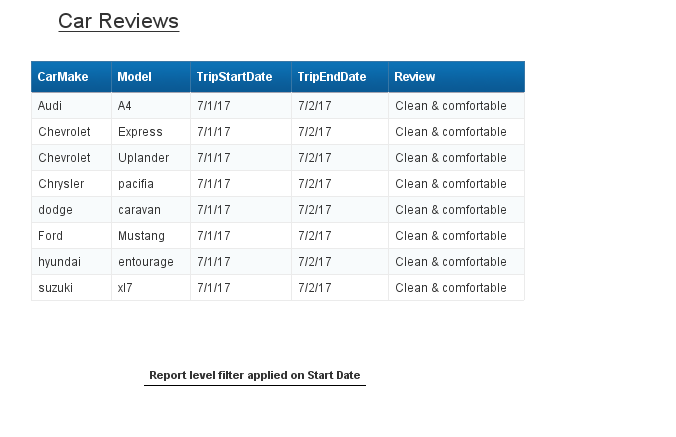 Car Reviews
CarMake Model TripStartDate TripEndDate Review
Audi A4 7/1/17 7/2/17 Clean & comfortable
Chevrolet Express 7/1/17 7/2/17 Clean & comfortable
Chevrolet Uplander 7/1/17 7/2/17 Clean & comfortable
Chrysler pacifia 7/1/17 7/2/17 Clean & comfortable
dodge caravan 7/1/17 7/2/17 Clean & comfortable
Ford Mustang 7/1/17 7/2/17 Clean & comfortable
hyundai entourage 7/1/17 7/2/17 Clean & comfortable
suzuki xl7 7/1/17 7/2/17 Clean & comfortable
Report level filter applied on Start Date